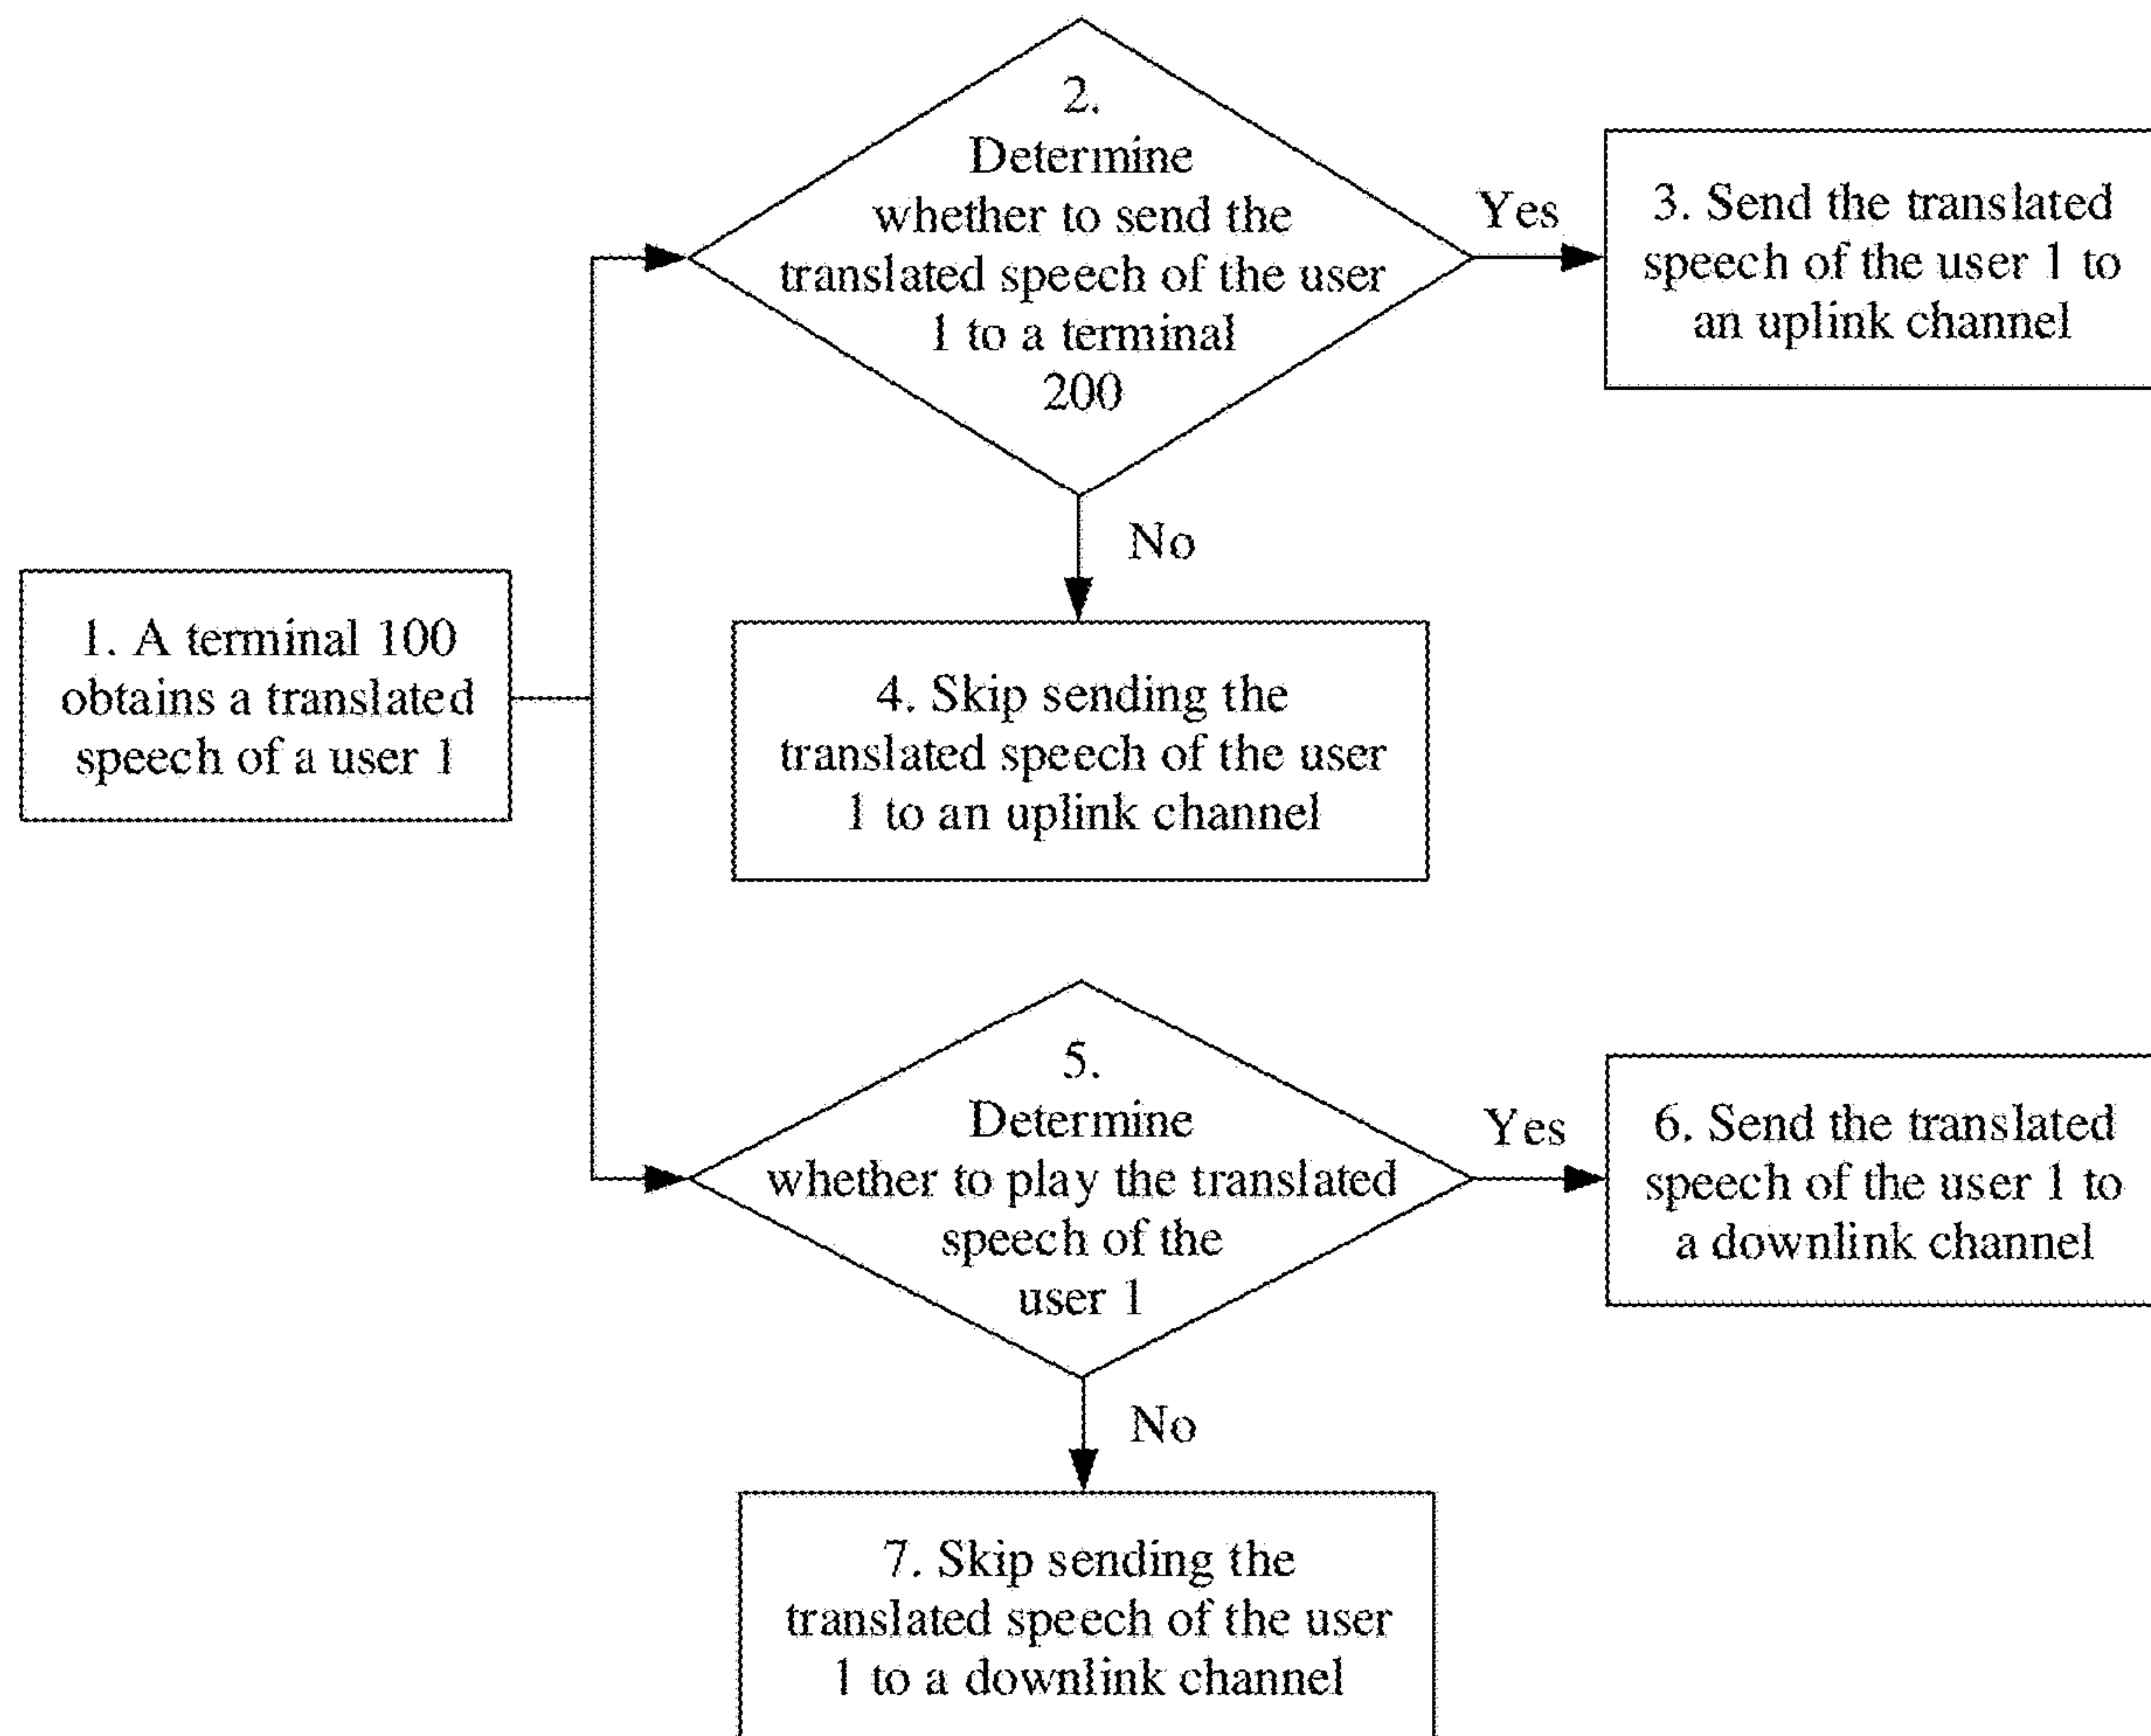 1. A terminal 100
obtains a translated
speech of a user 1
2.
Determine
whether to send the
translated speech of the user
1 to a terminal
200
Yes
3. Send the translated
speech of the user 1 to
an uplink channel
No
4. Skip sending the
translated speech of the user
1 to an uplink channel
5.
Determine
whether to play the translated
speech of the
user 1
Yes
6. Send the translated
speech of the user 1 to
a downlink channel
No
7. Skip sending the
translated speech of the user
1 to a downlink channel